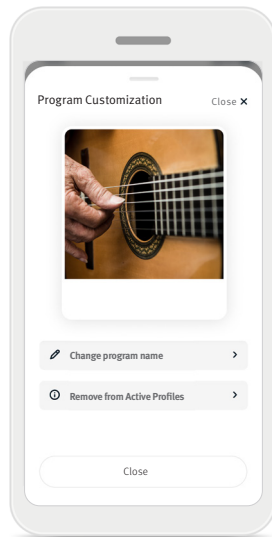 Program Customization
Close ×
Change program name
Remove from Active Profiles
Close